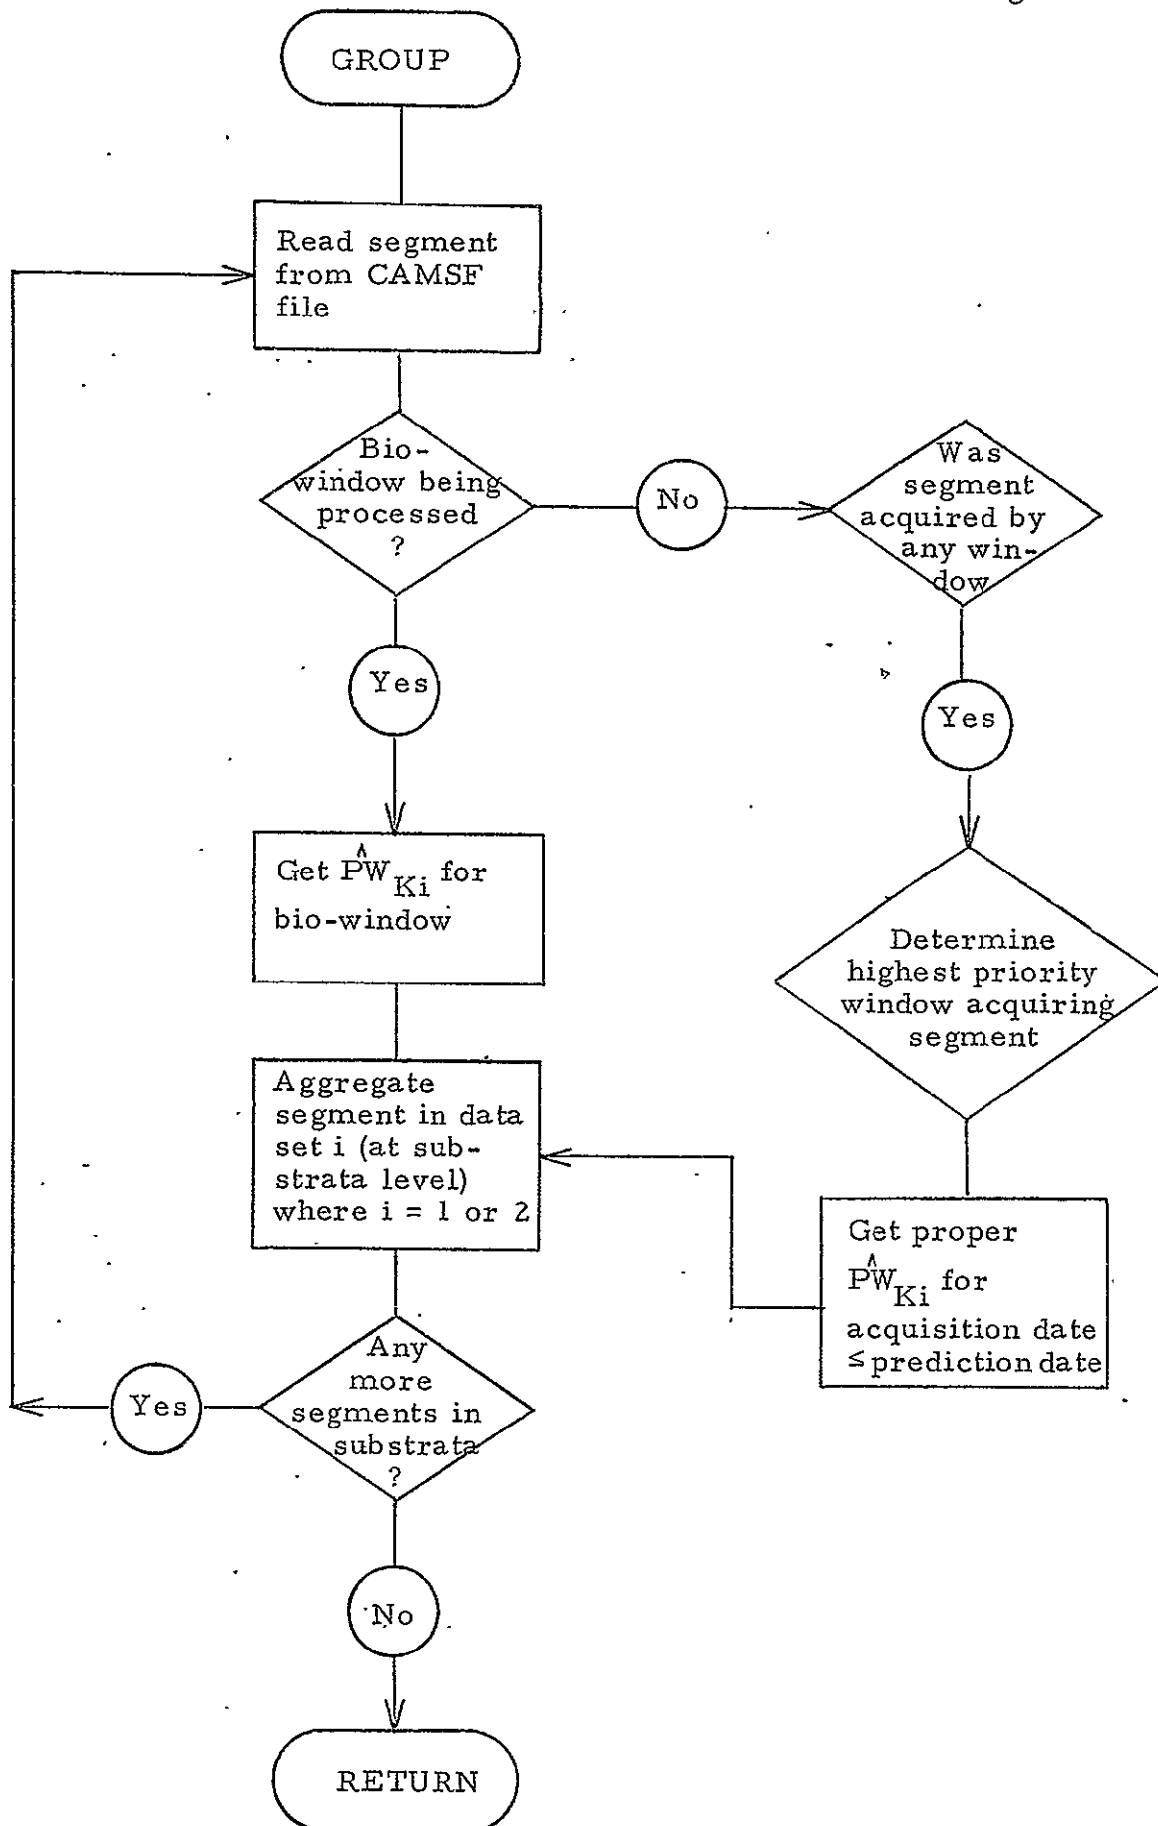 GROUP
Read segment
from CAMSF
file
Bio-
window being
processed
?
No
Was
segment
acquired by
any win-
dow
Yes
Yes
Get P̂W Ki for
bio-window
Determine
highest priority
window acquiring
segment
Aggregate
segment in data
set i (at sub-
strata level)
where i = 1 or 2
Get proper
P̂W Ki for
acquisition date
≤ prediction date
Any
more
segments in
substrata
?
Yes
No
RETURN